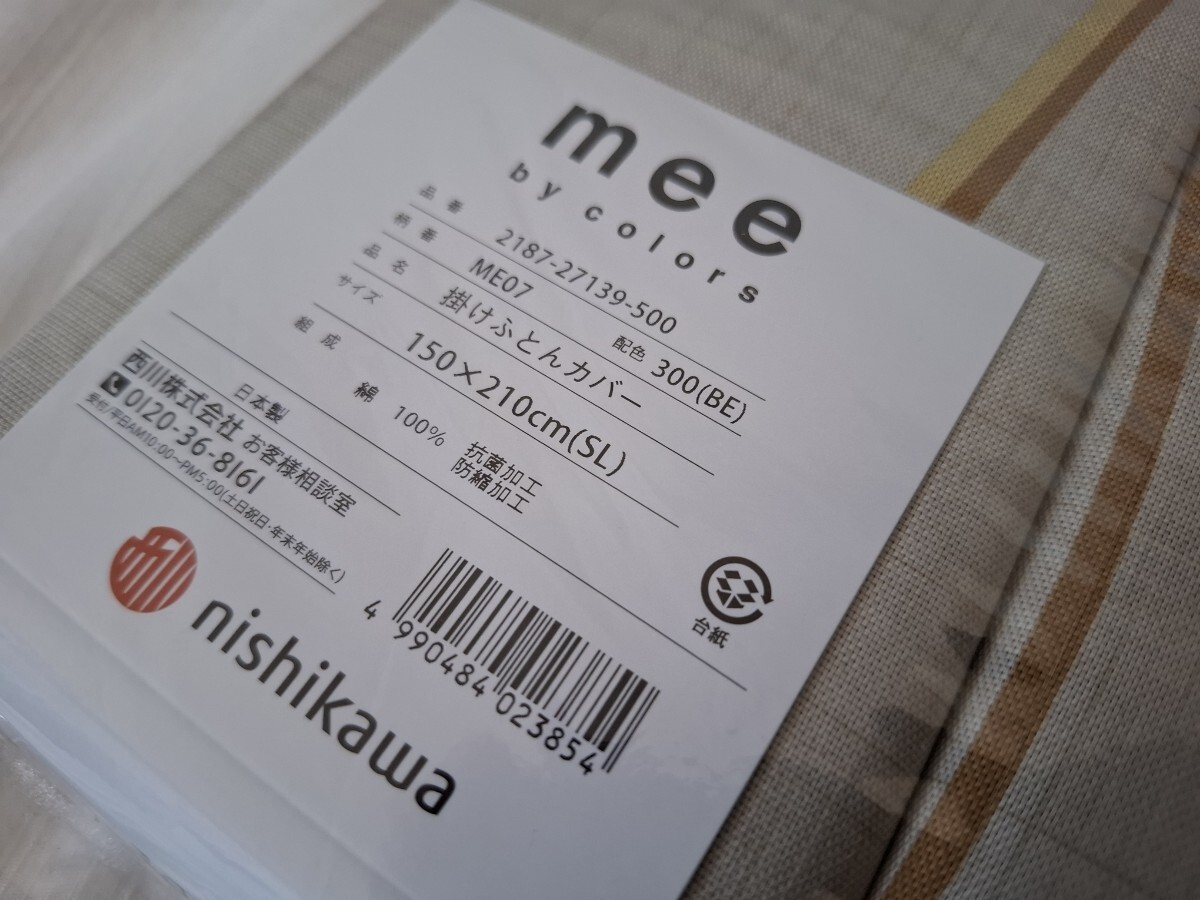 mee
by colors
品番 2187-27139-500
柄番 ME07 配色 300(BE)
品名 掛けふとんカバー
サイズ 150×210cm(SL)
組成 綿 100% 抗菌加工
防縮加工
日本製
西川株式会社 お客様相談室
0120-36-8161
受付/平日AM10:00〜PM5:00(土日祝日・年末年始除く)
西川
nishikawa
4 990484 023854
台紙